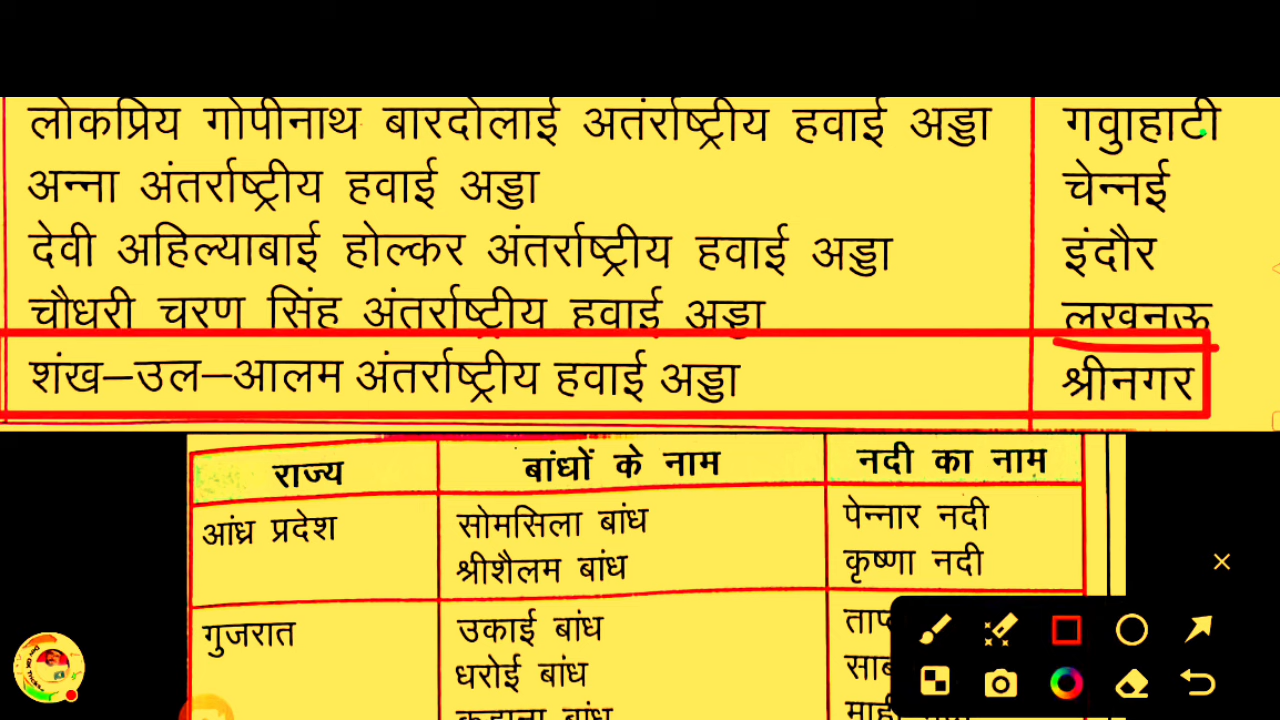 लोकप्रिय गोपीनाथ बारदोलाई अतंर्राष्ट्रीय हवाई अड्डा गवुाहाटी
अन्ना अंतर्राष्ट्रीय हवाई अड्डा चेन्नई
देवी अहिल्याबाई होल्कर अंतर्राष्ट्रीय हवाई अड्डा इंदौर
चौधरी चरण सिंह अंतर्राष्ट्रीय हवाई अड्डा लखनऊ
शंख–उल–आलम अंतर्राष्ट्रीय हवाई अड्डा श्रीनगर
राज्य बांधों के नाम नदी का नाम
आंध्र प्रदेश सोमसिला बांध पेन्नार नदी
श्रीशैलम बांध कृष्णा नदी
गुजरात उकाई बांध
धरोई बांध